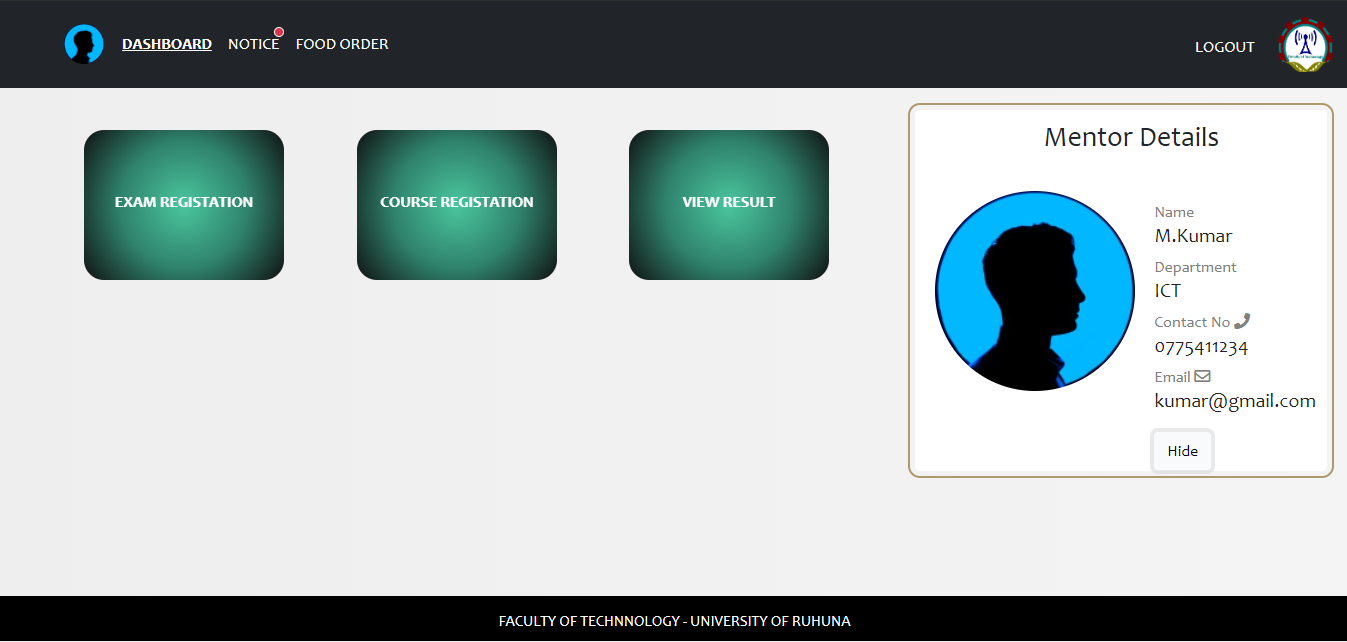 DASHBOARD NOTICE FOOD ORDER LOGOUT
EXAM REGISTATION
COURSE REGISTATION
VIEW RESULT
Mentor Details
Name
M.Kumar
Department
ICT
Contact No
0775411234
Email
kumar@gmail.com
Hide
FACULTY OF TECHNNOLOGY - UNIVERSITY OF RUHUNA